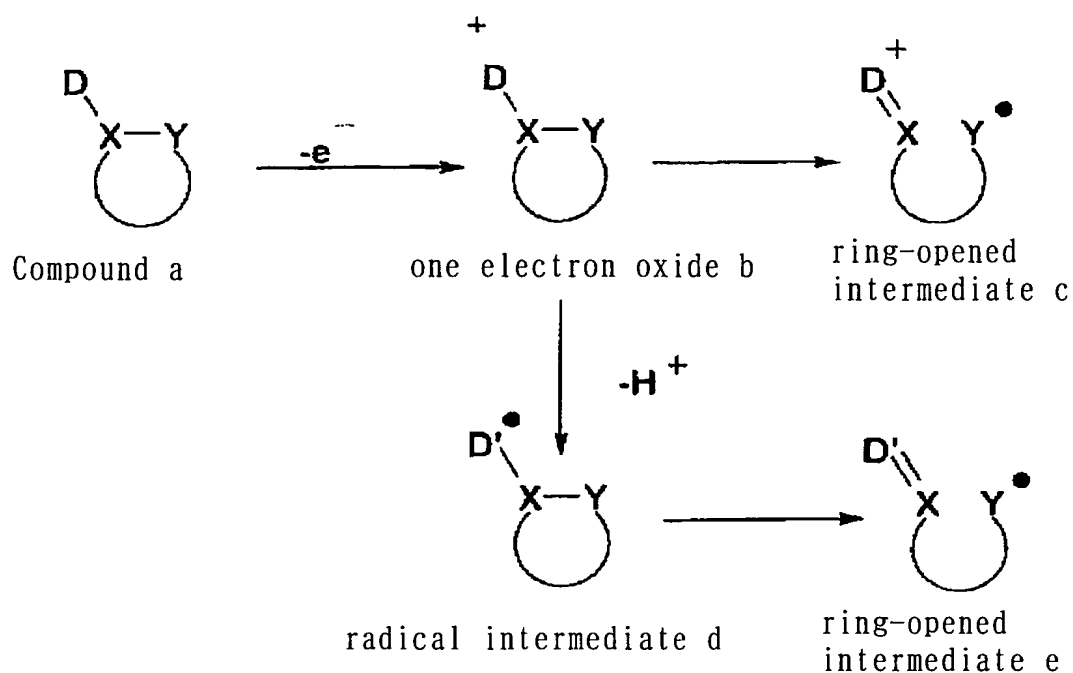 +
D
X—Y
-e⁻
D
X—Y
+
D
X Y •
Compound a
one electron oxide b
ring-opened
intermediate c
-H +
D' •
X—Y
D'
X Y •
radical intermediate d
ring-opened
intermediate e